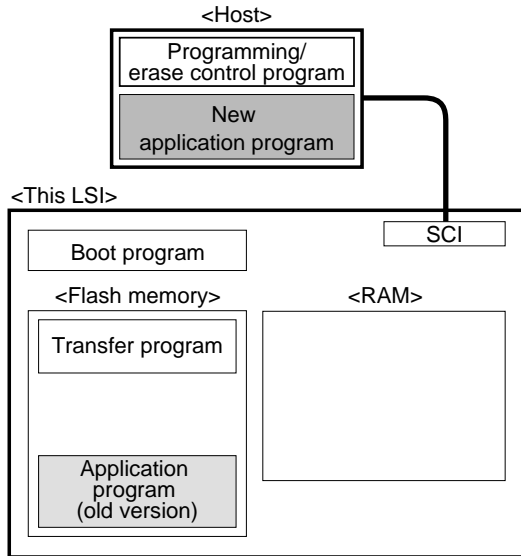 <Host>
Programming/
erase control program
New
application program
<This LSI>
SCI
Boot program
<Flash memory>
<RAM>
Transfer program
Application
program
(old version)